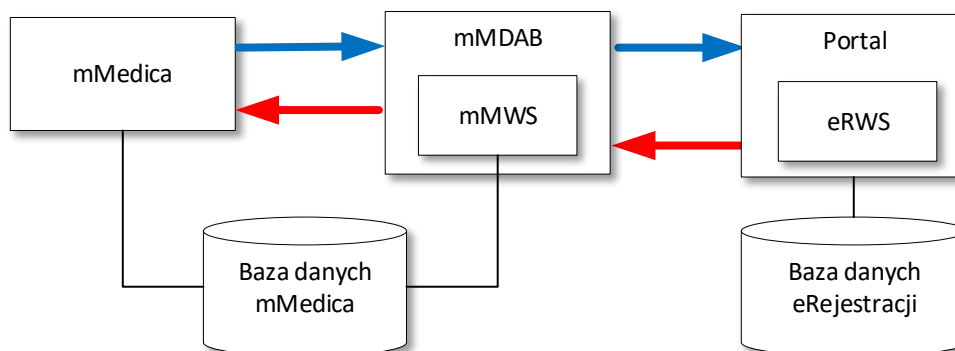 mMedica
mMDAB
mMWS
Portal
eRWS
Baza danych
mMedica
Baza danych
eRejestracji